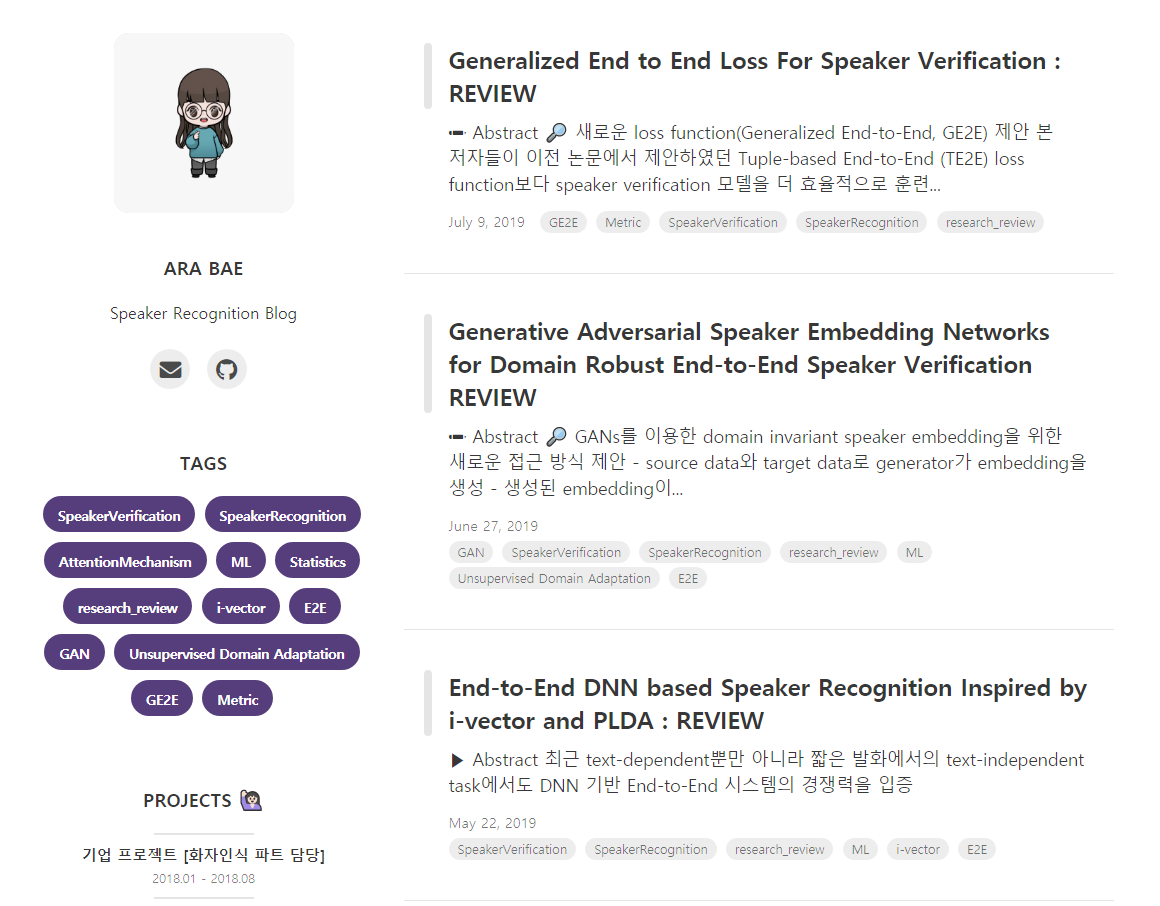 ARA BAE
Speaker Recognition Blog
TAGS
SpeakerVerification SpeakerRecognition
AttentionMechanism ML Statistics
research_review i-vector E2E
GAN Unsupervised Domain Adaptation
GE2E Metric
PROJECTS
기업 프로젝트 [화자인식 파트 담당]
2018.01 - 2018.08
Generalized End to End Loss For Speaker Verification :
REVIEW
Abstract 🔎 새로운 loss function(Generalized End-to-End, GE2E) 제안 본
저자들이 이전 논문에서 제안하였던 Tuple-based End-to-End (TE2E) loss
function보다 speaker verification 모델을 더 효율적으로 훈련...
July 9, 2019 GE2E Metric SpeakerVerification SpeakerRecognition research_review
Generative Adversarial Speaker Embedding Networks
for Domain Robust End-to-End Speaker Verification
REVIEW
Abstract 🔎 GANs를 이용한 domain invariant speaker embedding을 위한
새로운 접근 방식 제안 - source data와 target data로 generator가 embedding을
생성 - 생성된 embedding이...
June 27, 2019
GAN SpeakerVerification SpeakerRecognition research_review ML
Unsupervised Domain Adaptation E2E
End-to-End DNN based Speaker Recognition Inspired by
i-vector and PLDA : REVIEW
▶ Abstract 최근 text-dependent뿐만 아니라 짧은 발화에서의 text-independent
task에서도 DNN 기반 End-to-End 시스템의 경쟁력을 입증
May 22, 2019
SpeakerVerification SpeakerRecognition research_review ML i-vector E2E